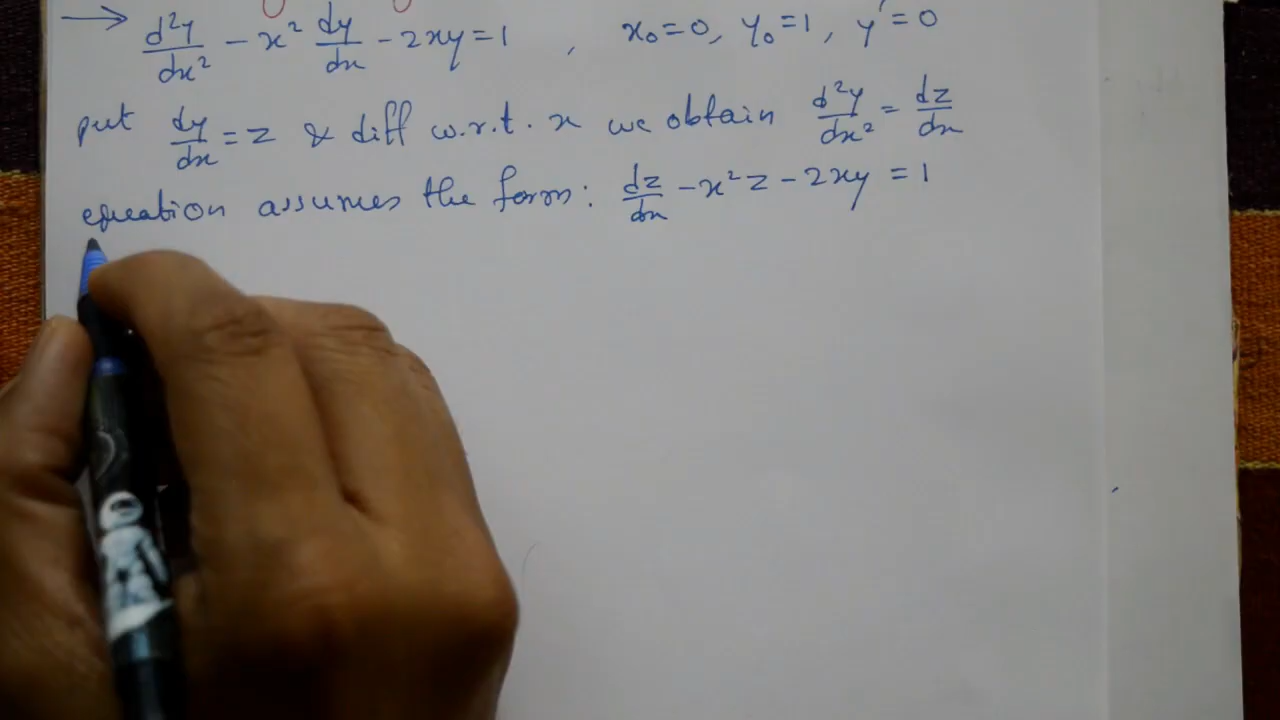 → d²y/dx² - x² dy/dx - 2xy = 1 , x₀ = 0, y₀ = 1, y' = 0
put dy/dx = z & diff w.r.t. x we obtain d²y/dx² = dz/dx
equation assumes the form: dz/dx - x²z - 2xy = 1